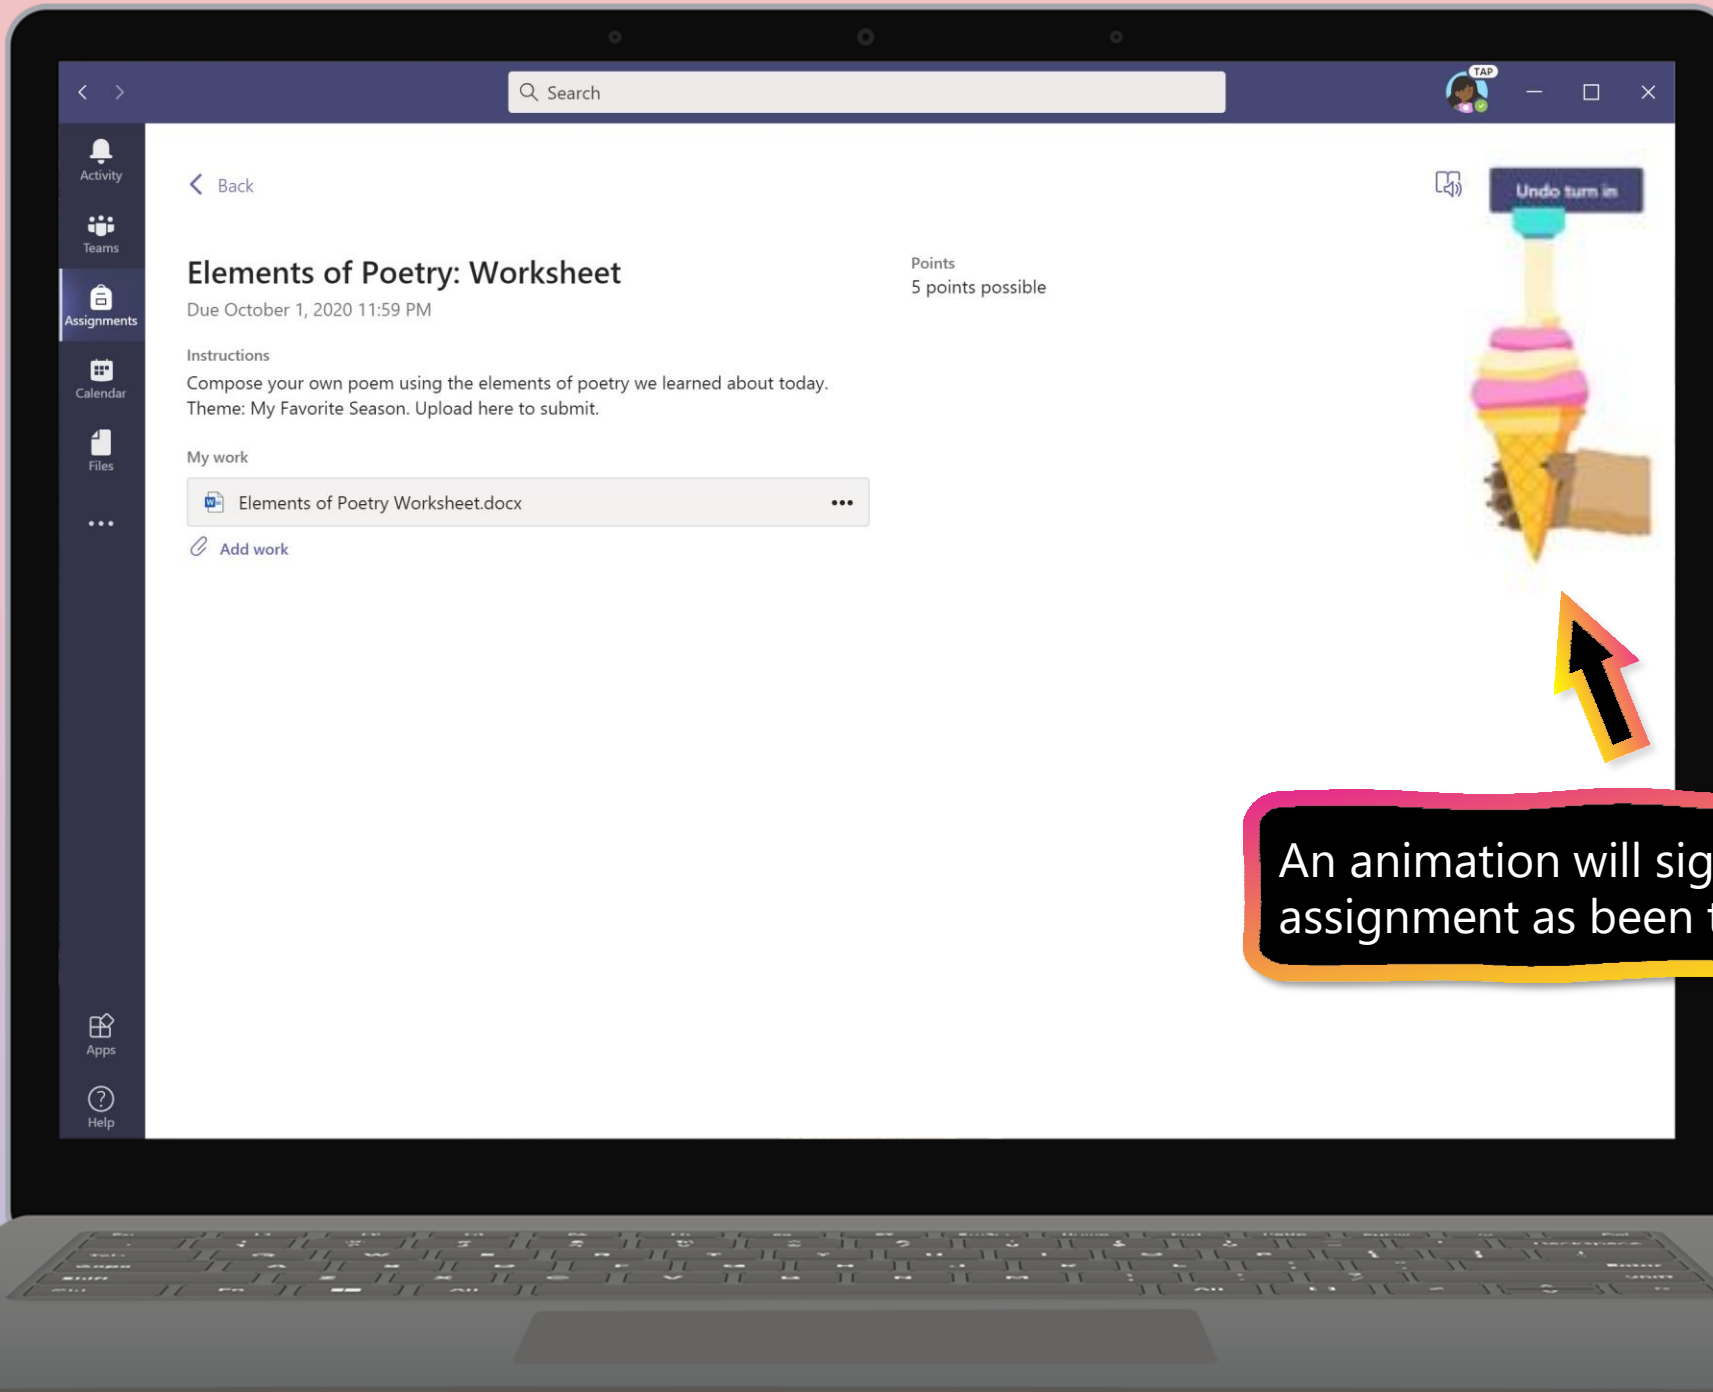 Search
TAP
Activity
Teams
Assignments
Calendar
Files
Apps
Help
Back
Undo turn in
Elements of Poetry: Worksheet
Due October 1, 2020 11:59 PM
Points
5 points possible
Instructions
Compose your own poem using the elements of poetry we learned about today.
Theme: My Favorite Season. Upload here to submit.
My work
Elements of Poetry Worksheet.docx
Add work
An animation will sig
assignment as been t